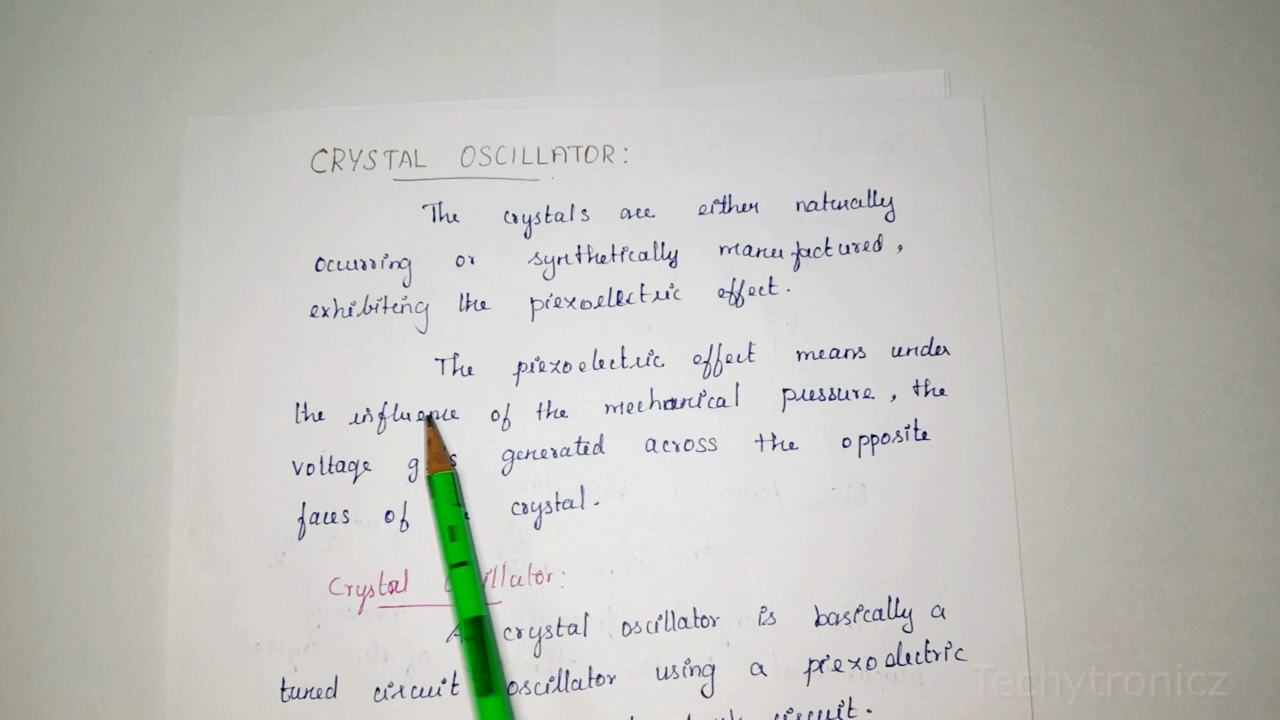 CRYSTAL OSCILLATOR:
The crystals are either naturally
ocurring or synthetically manufactured,
exhibiting the piezoelectric effect.
The piezoelectric effect means under
the influence of the mechanical pressure, the
voltage generated across the opposite
faces of crystal.
Crystal
crystal oscillator is basically a
tuned circuit oscillator using a piezoelectric
circuit.
Techytronicz